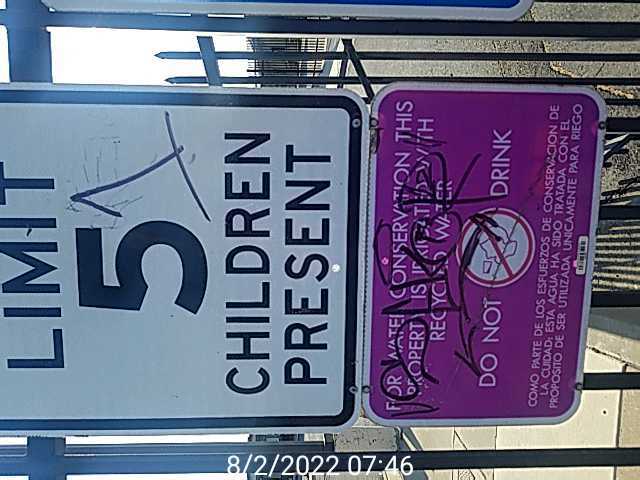 LIMIT
5
CHILDREN
PRESENT
FOR WATER CONSERVATION THIS
PROPERTY IS IRRIGATED WITH
RECYCLED WATER
DO NOT DRINK
COMO PARTE DE LOS ESFUERZOS DE CONSERVACION DE
LA CUIDAD, ESTA AGUA HA SIDO TRATADA CON EL
PROPOSITO DE SER UTILIZADA UNICAMENTE PARA RIEGO
8/2/2022 07:46